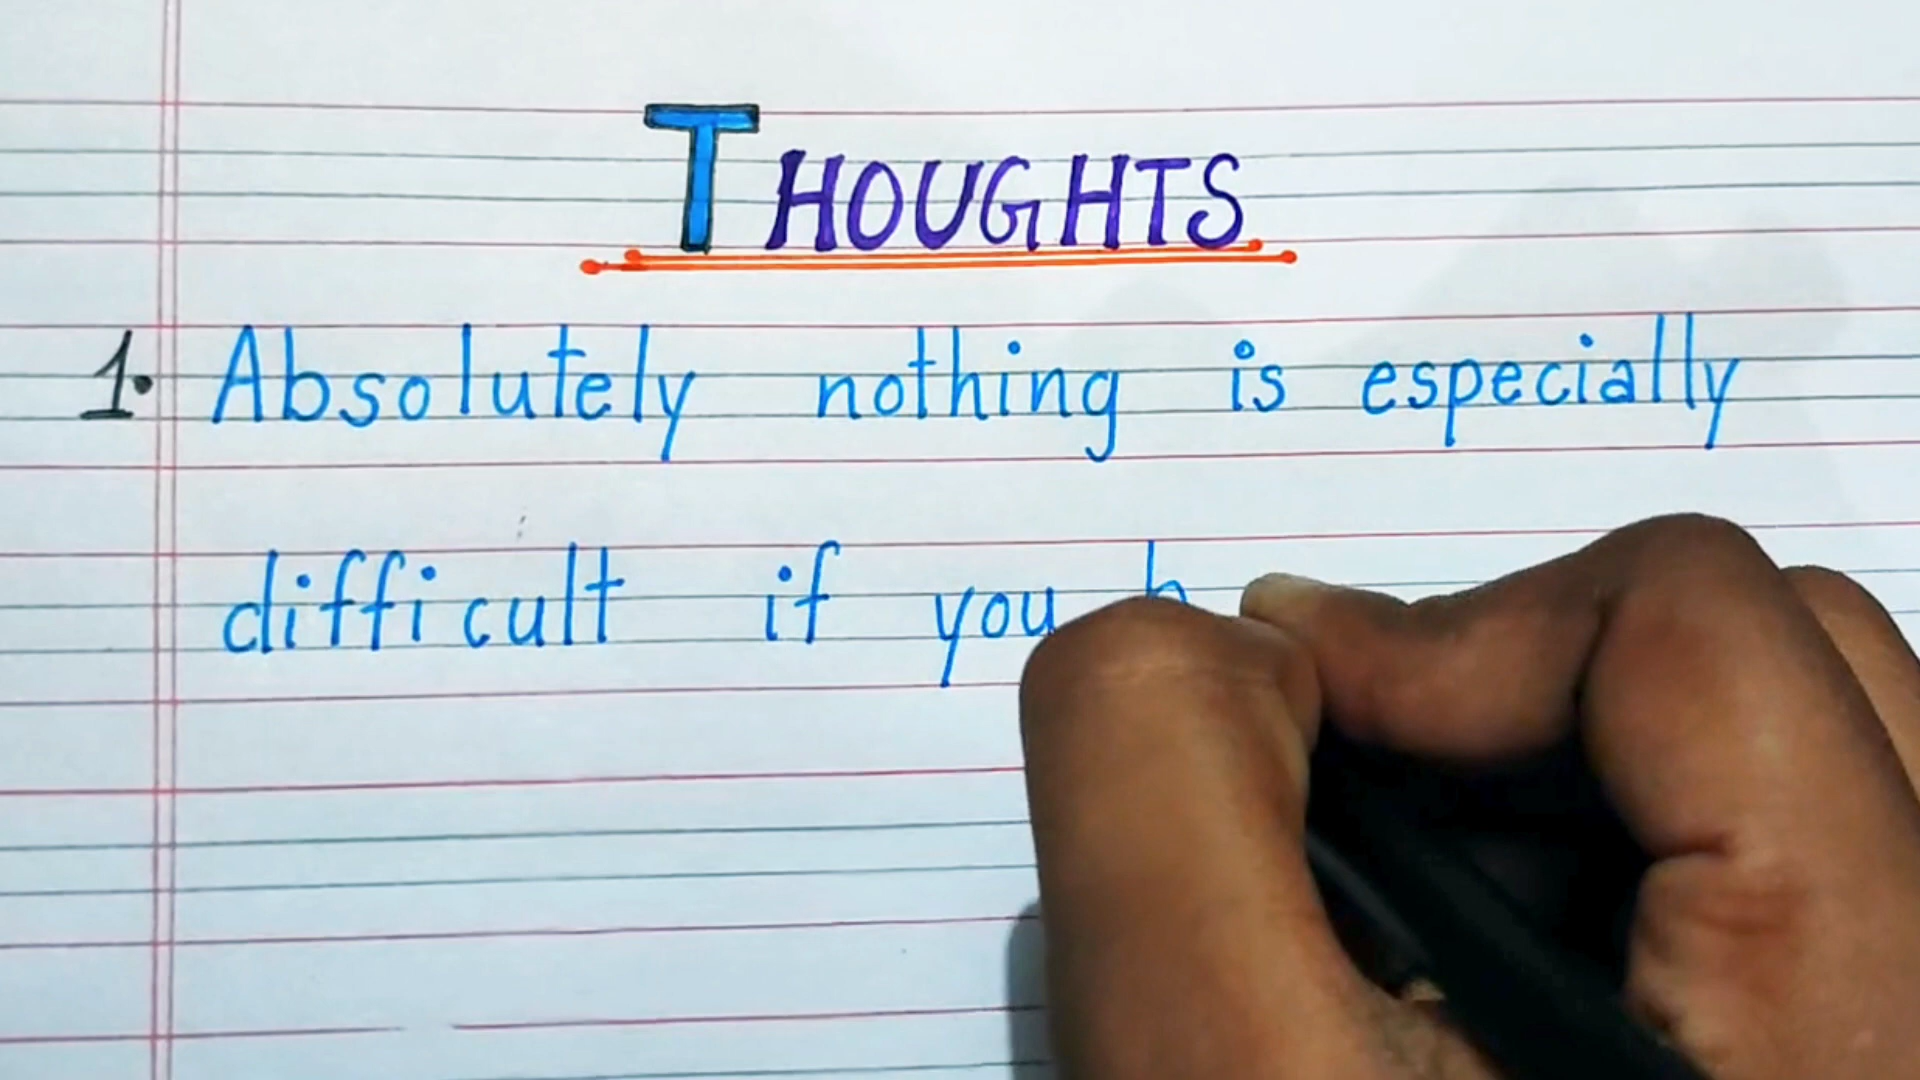 THOUGHTS
1. Absolutely nothing is especially
difficult if you h